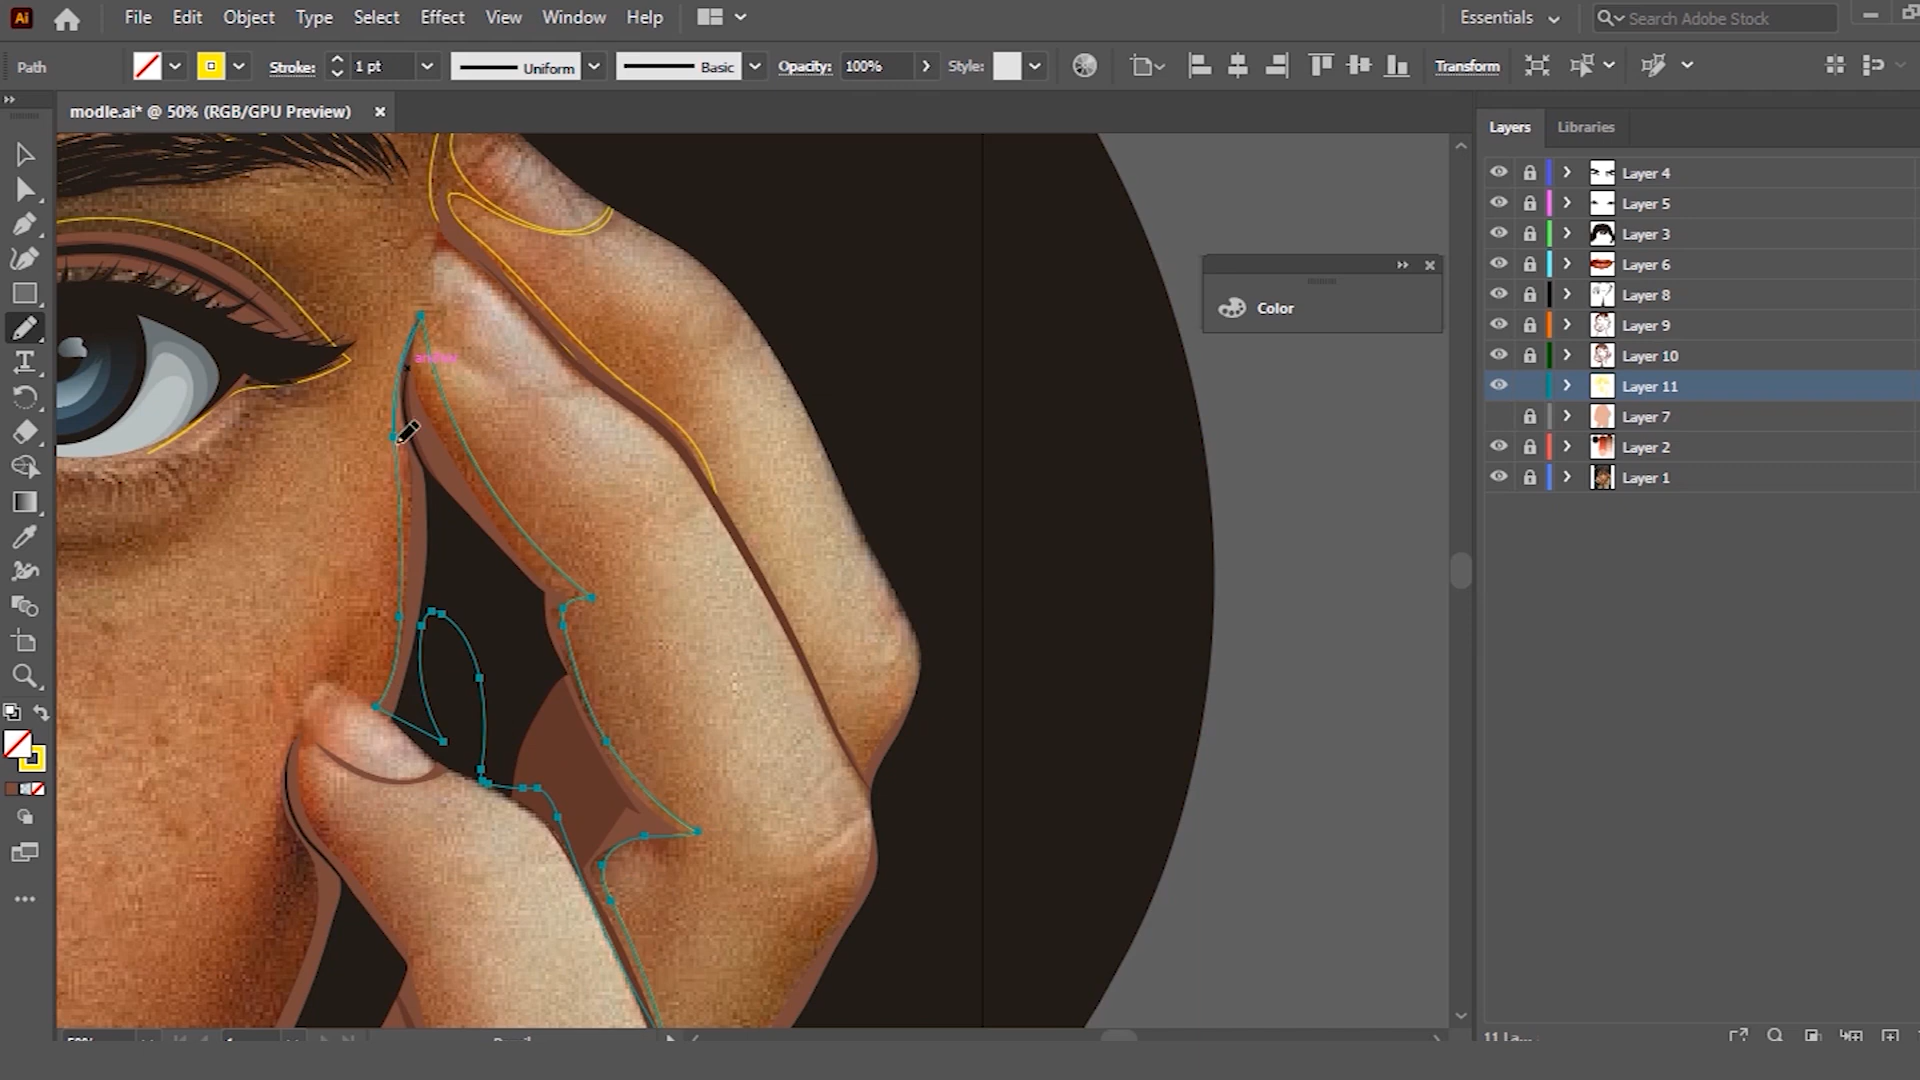 Ai File Edit Object Type Select Effect View Window Help Essentials Search Adobe Stock
Path Stroke: 1 pt Uniform Basic Opacity: 100% Style: Transform
modle.ai* @ 50% (RGB/GPU Preview)
Layers Libraries
Layer 4
Layer 5
Layer 3
Layer 6
Layer 8
Layer 9
Layer 10
Layer 11
Layer 7
Layer 2
Layer 1
Color
anchor